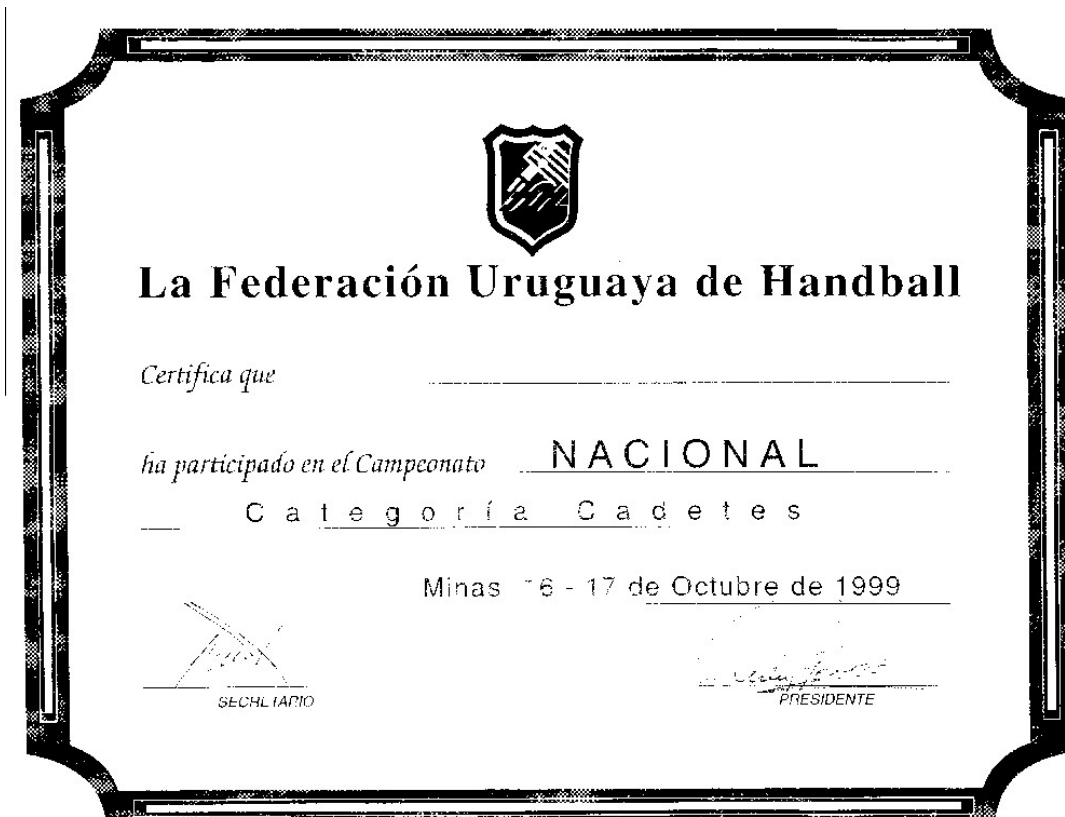 La Federación Uruguaya de Handball
Certifica que
ha participado en el Campeonato NACIONAL
Categoría Cadetes
Minas 16 - 17 de Octubre de 1999
SECRETARIO
PRESIDENTE